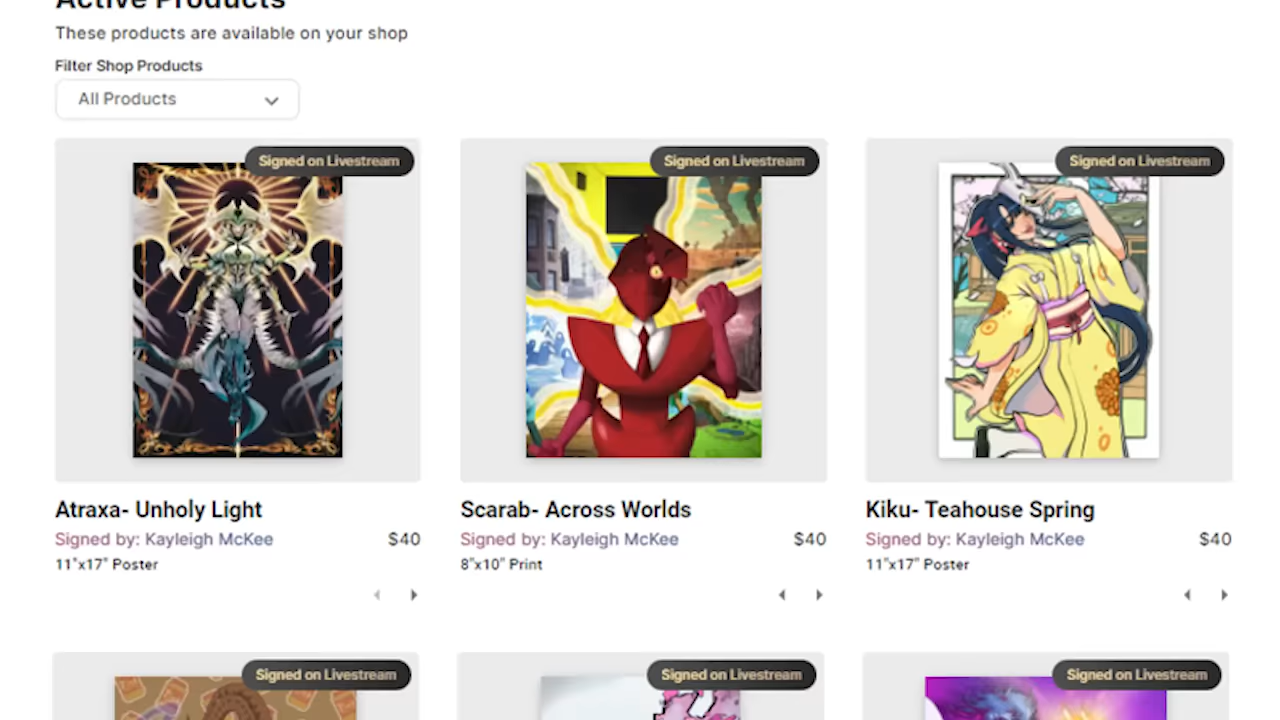 Active Products
These products are available on your shop
Filter Shop Products
All Products
Signed on Livestream
Signed on Livestream
Signed on Livestream
Atraxa- Unholy Light
Scarab- Across Worlds
Kiku- Teahouse Spring
Signed by: Kayleigh McKee $40
Signed by: Kayleigh McKee $40
Signed by: Kayleigh McKee $40
11"x17" Poster
8"x10" Print
11"x17" Poster
Signed on Livestream
Signed on Livestream
Signed on Livestream